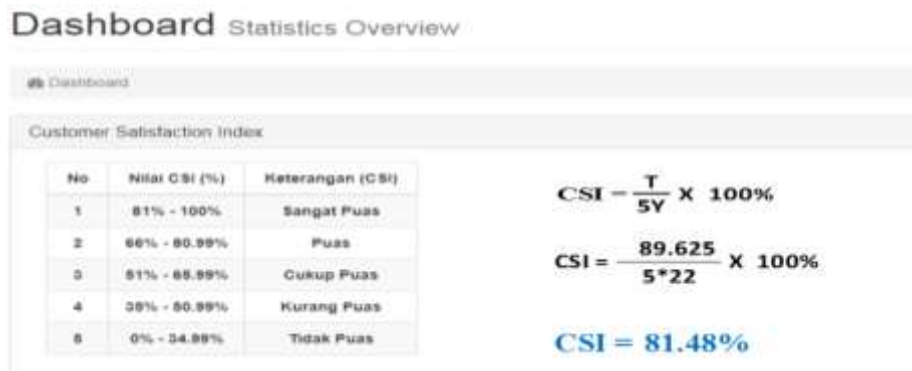 Dashboard Statistics Overview
Dashboard
Customer Satisfaction Index
No Nilai CSI (%) Keterangan (CSI)
1 81% - 100% Sangat Puas
2 66% - 80.99% Puas
3 51% - 65.99% Cukup Puas
4 35% - 50.99% Kurang Puas
5 0% - 34.99% Tidak Puas
CSI = T / 5Y X 100%
CSI = 89.625 / 5*22 X 100%
CSI = 81.48%